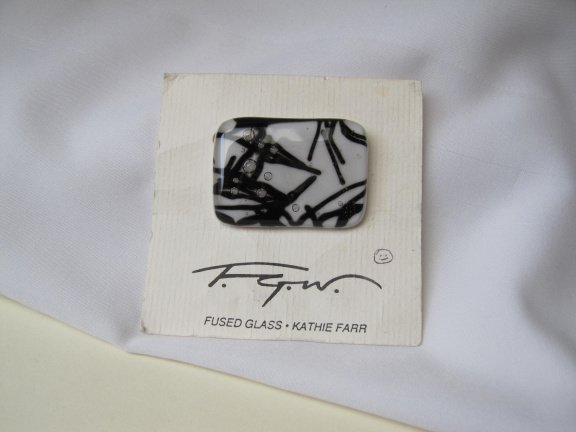 F.G.W.
FUSED GLASS • KATHIE FARR